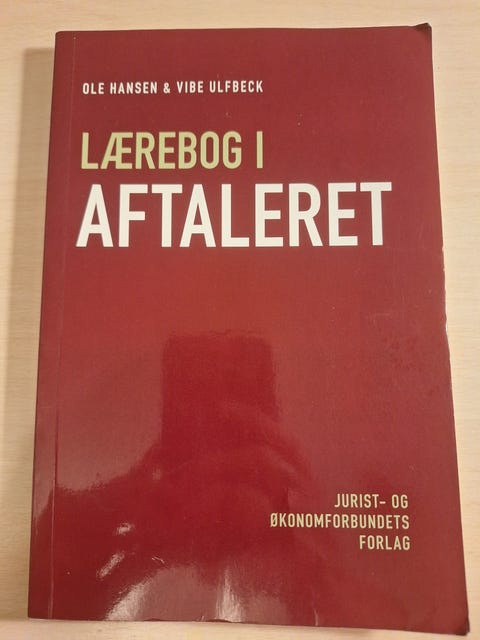 OLE HANSEN & VIBE ULFBECK
LÆREBOG I
AFTALERET
JURIST- OG
ØKONOMFORBUNDETS
FORLAG